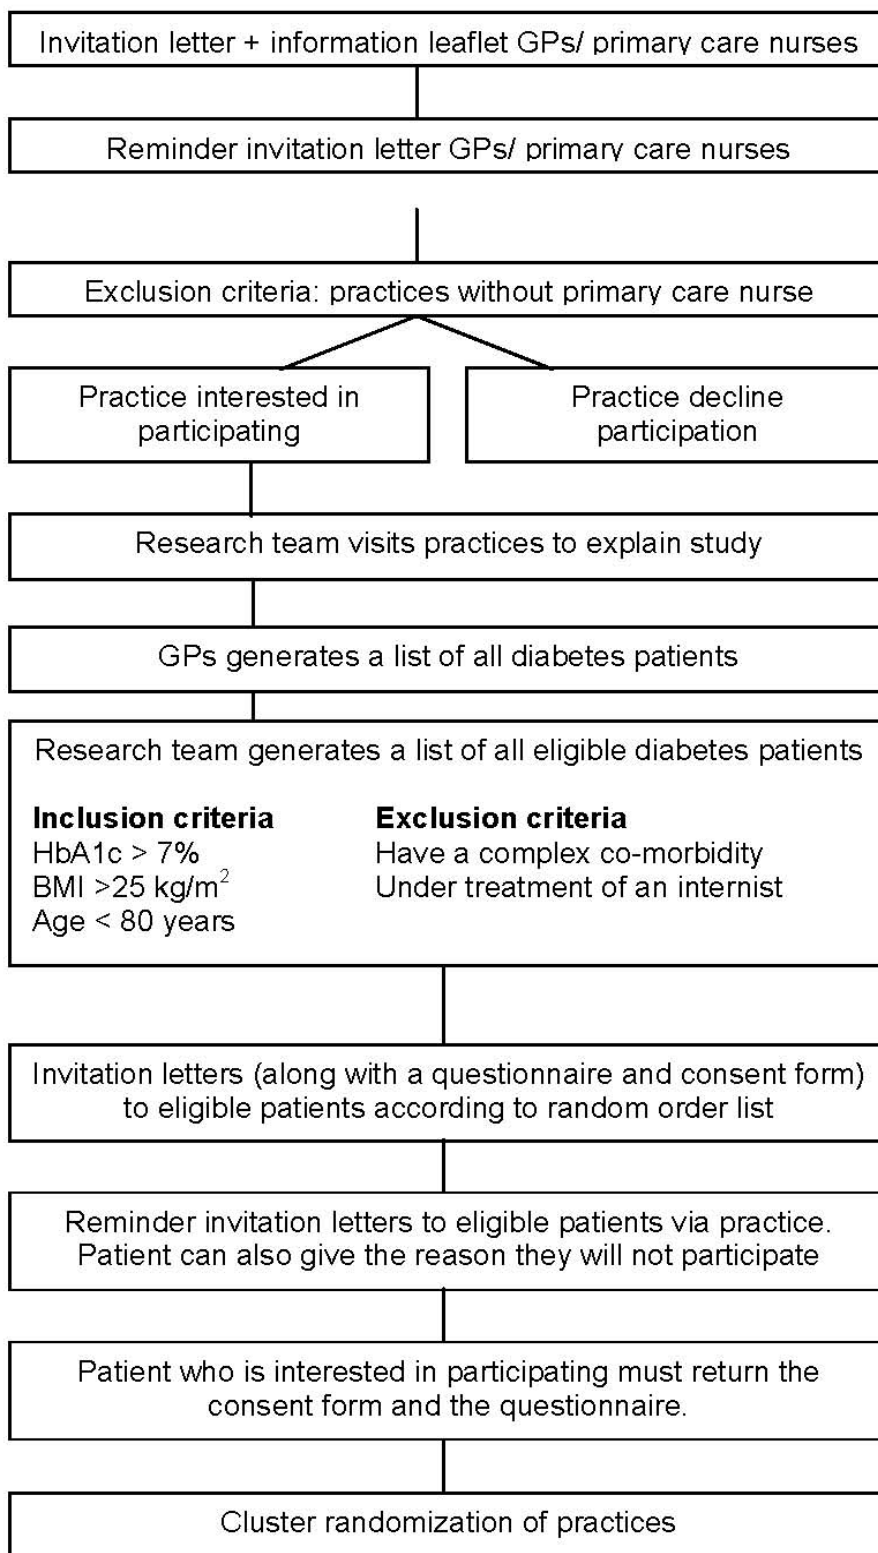 Invitation letter + information leaflet GPs/ primary care nurses
Reminder invitation letter GPs/ primary care nurses
Exclusion criteria: practices without primary care nurse
Practice interested in
participating
Practice decline
participation
Research team visits practices to explain study
GPs generates a list of all diabetes patients
Research team generates a list of all eligible diabetes patients
Inclusion criteria
HbA1c > 7%
BMI >25 kg/m²
Age < 80 years
Exclusion criteria
Have a complex co-morbidity
Under treatment of an internist
Invitation letters (along with a questionnaire and consent form)
to eligible patients according to random order list
Reminder invitation letters to eligible patients via practice.
Patient can also give the reason they will not participate
Patient who is interested in participating must return the
consent form and the questionnaire.
Cluster randomization of practices